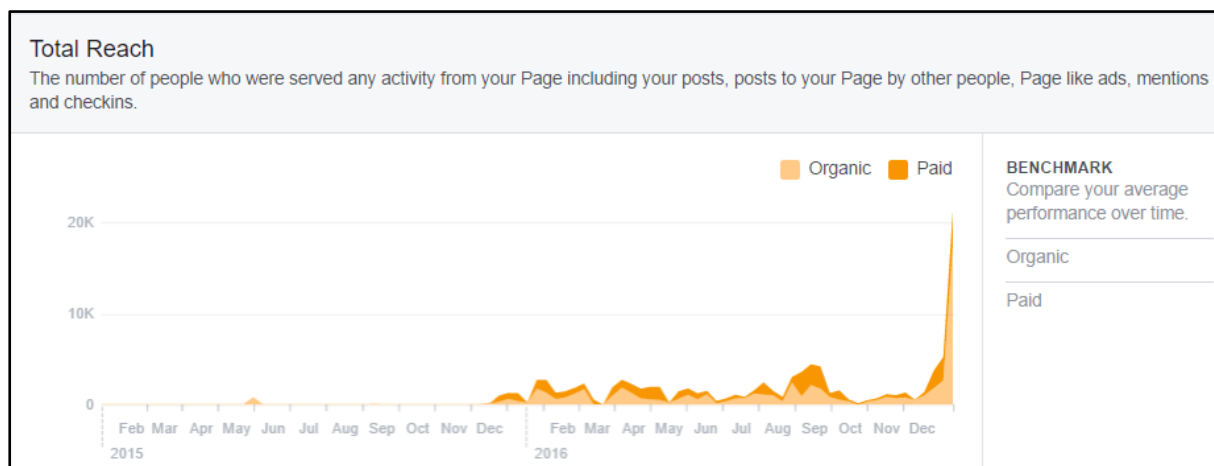 Total Reach
The number of people who were served any activity from your Page including your posts, posts to your Page by other people, Page like ads, mentions
and checkins.
Organic Paid
BENCHMARK
Compare your average
performance over time.
Organic
Paid
20K
10K
0
Feb Mar Apr May Jun Jul Aug Sep Oct Nov Dec Feb Mar Apr May Jun Jul Aug Sep Oct Nov Dec
2015 2016